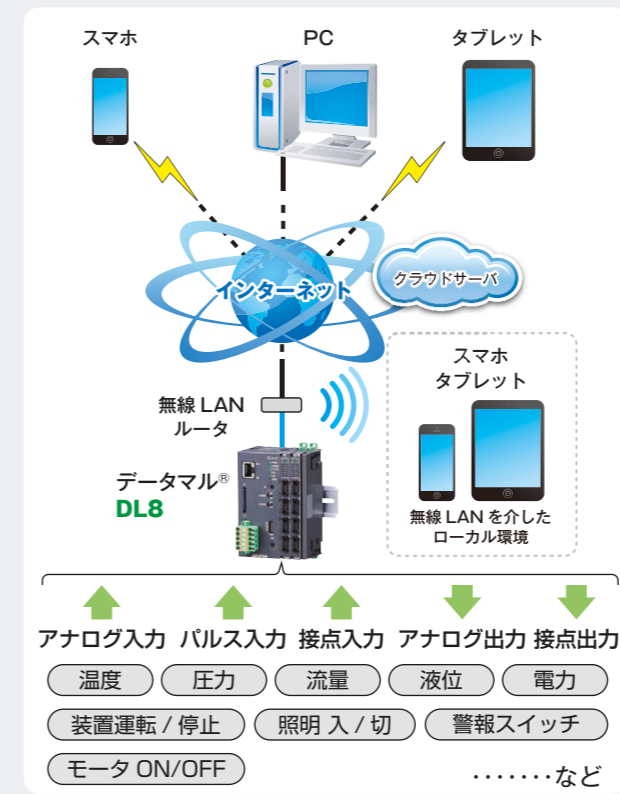 スマホ
PC
タブレット
インターネット
クラウドサーバ
無線 LAN
ルータ
データマル®
DL8
スマホ
タブレット
無線 LAN を介した
ローカル環境
アナログ入力 パルス入力 接点入力 アナログ出力 接点出力
温度 圧力 流量 液位 電力
装置運転 / 停止 照明 入 / 切 警報スイッチ
モータ ON/OFF ‥‥‥‥など